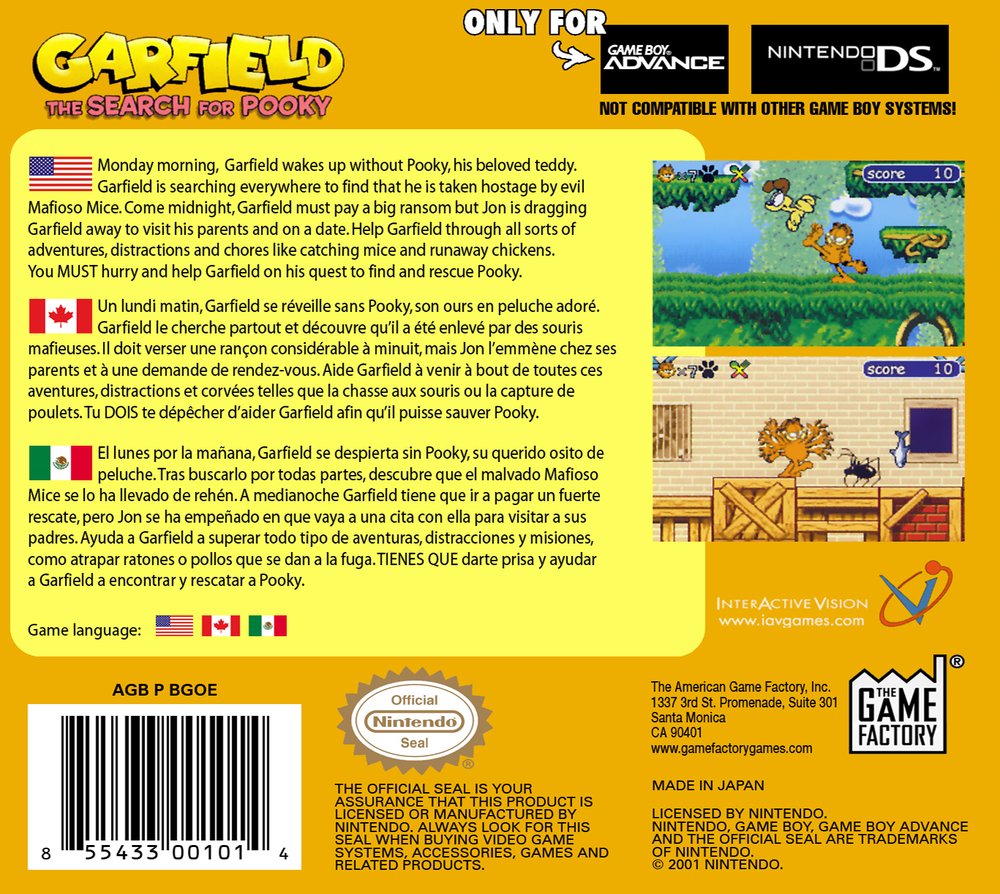 ONLY FOR
GAME BOY®
ADVANCE
NINTENDO DS™
GARFIELD
THE SEARCH FOR POOKY
NOT COMPATIBLE WITH OTHER GAME BOY SYSTEMS!
Monday morning, Garfield wakes up without Pooky, his beloved teddy.
Garfield is searching everywhere to find that he is taken hostage by evil
Mafioso Mice. Come midnight, Garfield must pay a big ransom but Jon is dragging
Garfield away to visit his parents and on a date. Help Garfield through all sorts of
adventures, distractions and chores like catching mice and runaway chickens.
You MUST hurry and help Garfield on his quest to find and rescue Pooky.
Un lundi matin, Garfield se réveille sans Pooky, son ours en peluche adoré.
Garfield le cherche partout et découvre qu'il a été enlevé par des souris
mafieuses. Il doit verser une rançon considérable à minuit, mais Jon l'emmène chez ses
parents et à une demande de rendez-vous. Aide Garfield à venir à bout de toutes ces
aventures, distractions et corvées telles que la chasse aux souris ou la capture de
poulets. Tu DOIS te dépêcher d'aider Garfield afin qu'il puisse sauver Pooky.
El lunes por la mañana, Garfield se despierta sin Pooky, su querido osito de
peluche. Tras buscarlo por todas partes, descubre que el malvado Mafioso
Mice se lo ha llevado de rehén. A medianoche Garfield tiene que ir a pagar un fuerte
rescate, pero Jon se ha empeñado en que vaya a una cita con ella para visitar a sus
padres. Ayuda a Garfield a superar todo tipo de aventuras, distracciones y misiones,
como atrapar ratones o pollos que se dan a la fuga. TIENES QUE darte prisa y ayudar
a Garfield a encontrar y rescatar a Pooky.
Game language:
x7
score 10
x7
score 10
INTERACTIVE VISION
www.iavgames.com
AGB P BGOE
8 55433 00101 4
Official
Nintendo
Seal
®
THE OFFICIAL SEAL IS YOUR
ASSURANCE THAT THIS PRODUCT IS
LICENSED OR MANUFACTURED BY
NINTENDO. ALWAYS LOOK FOR THIS
SEAL WHEN BUYING VIDEO GAME
SYSTEMS, ACCESSORIES, GAMES AND
RELATED PRODUCTS.
The American Game Factory, Inc.
1337 3rd St. Promenade, Suite 301
Santa Monica
CA 90401
www.gamefactorygames.com
THE
GAME
FACTORY
®
MADE IN JAPAN
LICENSED BY NINTENDO.
NINTENDO, GAME BOY, GAME BOY ADVANCE
AND THE OFFICIAL SEAL ARE TRADEMARKS
OF NINTENDO.
© 2001 NINTENDO.